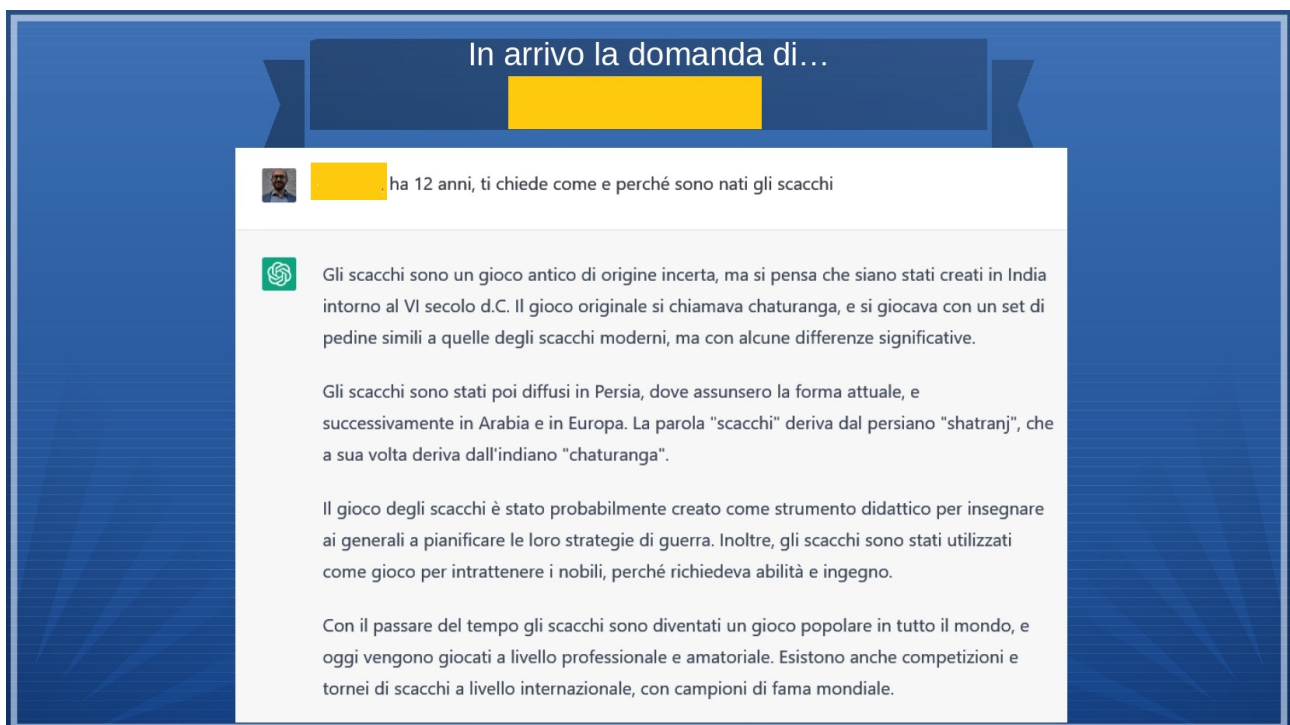 In arrivo la domanda di…
, ha 12 anni, ti chiede come e perché sono nati gli scacchi
Gli scacchi sono un gioco antico di origine incerta, ma si pensa che siano stati creati in India
intorno al VI secolo d.C. Il gioco originale si chiamava chaturanga, e si giocava con un set di
pedine simili a quelle degli scacchi moderni, ma con alcune differenze significative.
Gli scacchi sono stati poi diffusi in Persia, dove assunsero la forma attuale, e
successivamente in Arabia e in Europa. La parola "scacchi" deriva dal persiano "shatranj", che
a sua volta deriva dall'indiano "chaturanga".
Il gioco degli scacchi è stato probabilmente creato come strumento didattico per insegnare
ai generali a pianificare le loro strategie di guerra. Inoltre, gli scacchi sono stati utilizzati
come gioco per intrattenere i nobili, perché richiedeva abilità e ingegno.
Con il passare del tempo gli scacchi sono diventati un gioco popolare in tutto il mondo, e
oggi vengono giocati a livello professionale e amatoriale. Esistono anche competizioni e
tornei di scacchi a livello internazionale, con campioni di fama mondiale.